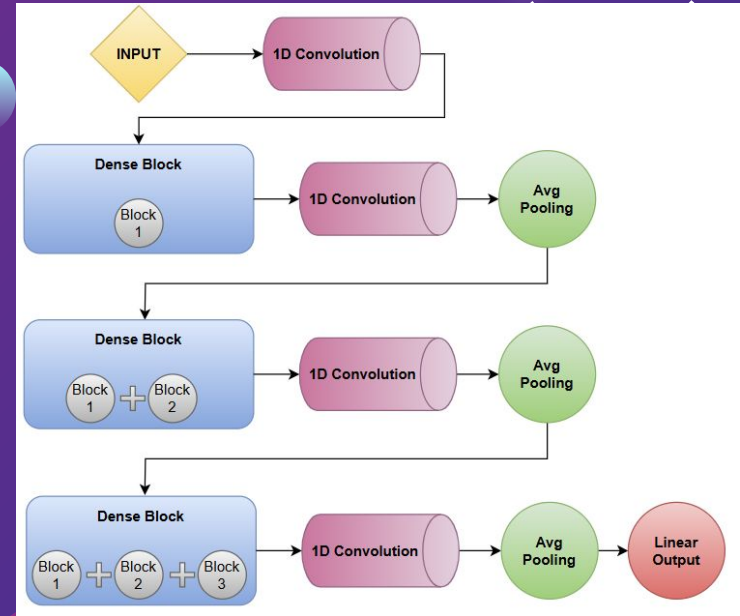 INPUT
1D Convolution
Dense Block
Block
1
1D Convolution
Avg
Pooling
Dense Block
Block
1
Block
2
1D Convolution
Avg
Pooling
Dense Block
Block
1
Block
2
Block
3
1D Convolution
Avg
Pooling
Linear
Output